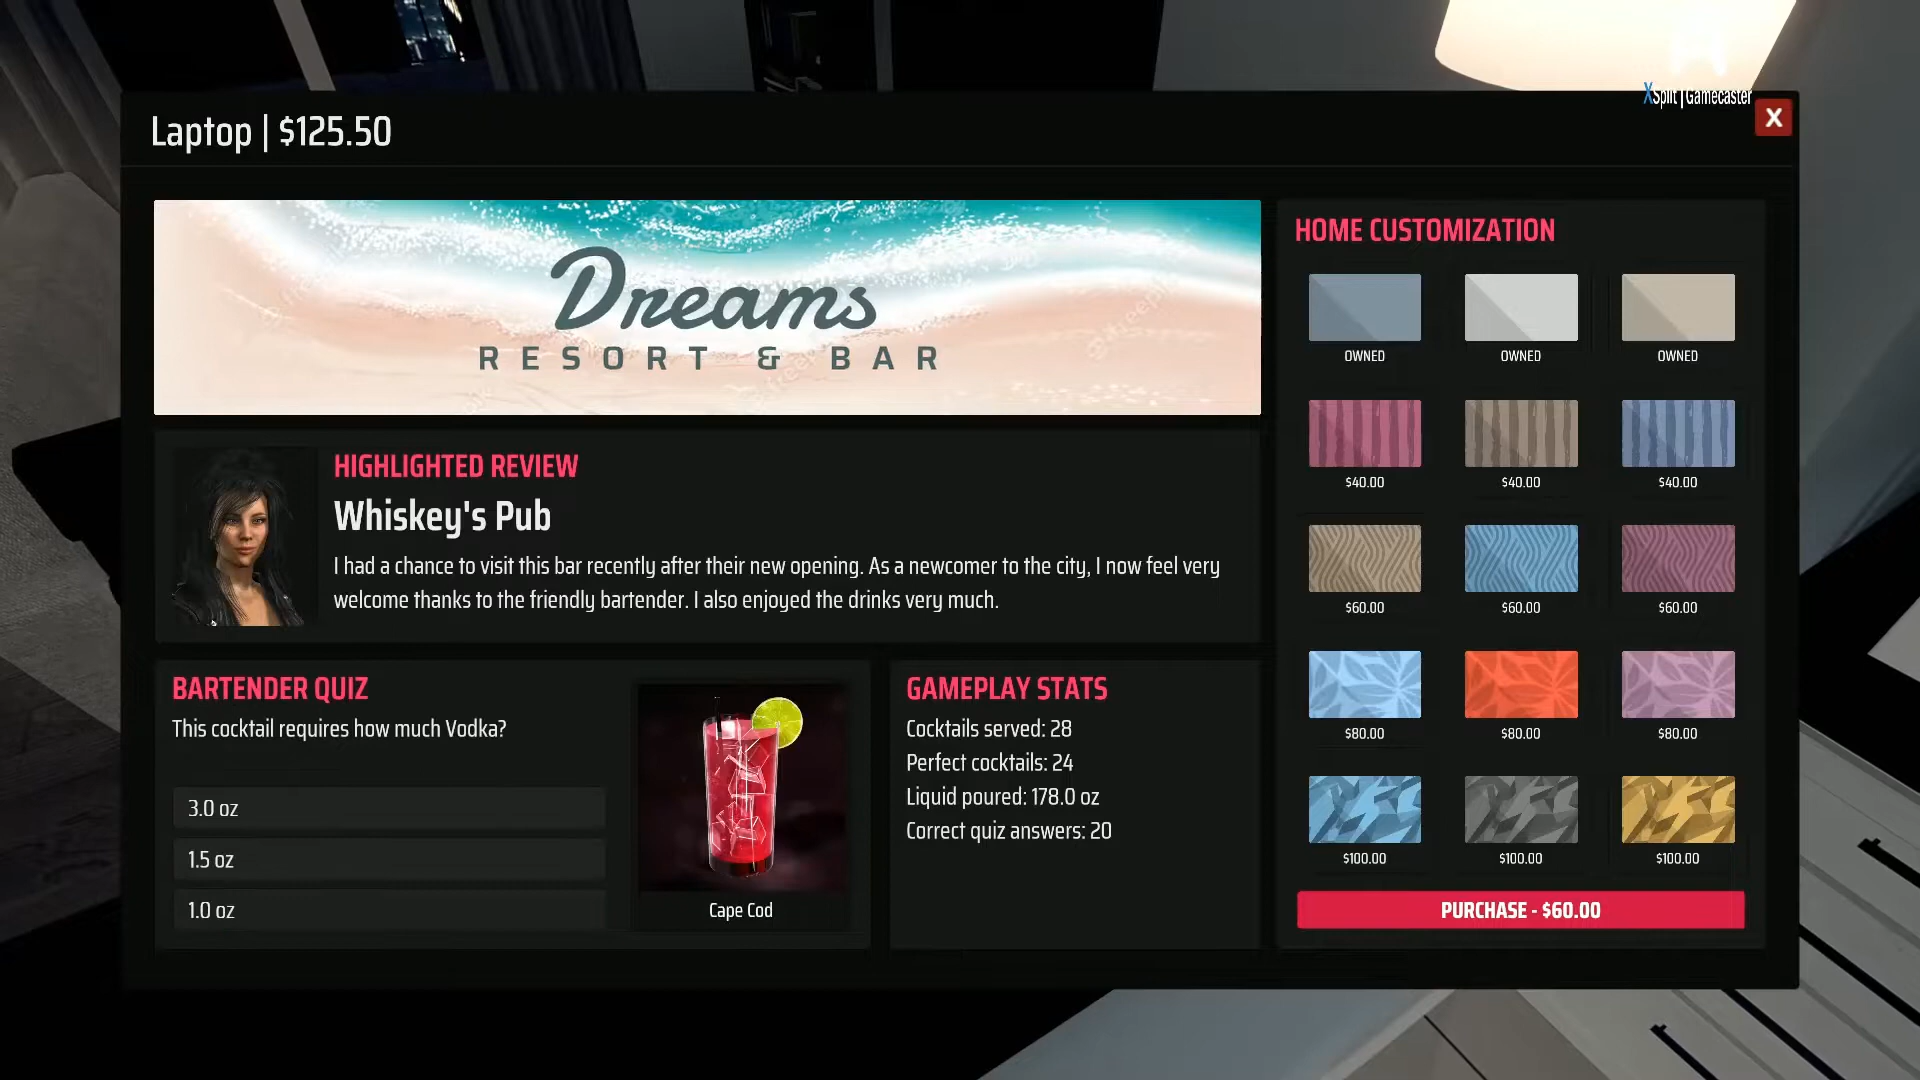 XSplit | Gamecaster
Laptop | $125.50
X
Dreams
RESORT & BAR
HIGHLIGHTED REVIEW
Whiskey's Pub
I had a chance to visit this bar recently after their new opening. As a newcomer to the city, I now feel very
welcome thanks to the friendly bartender. I also enjoyed the drinks very much.
BARTENDER QUIZ
This cocktail requires how much Vodka?
3.0 oz
1.5 oz
1.0 oz
Cape Cod
GAMEPLAY STATS
Cocktails served: 28
Perfect cocktails: 24
Liquid poured: 178.0 oz
Correct quiz answers: 20
HOME CUSTOMIZATION
OWNED OWNED OWNED
$40.00 $40.00 $40.00
$60.00 $60.00 $60.00
$80.00 $80.00 $80.00
$100.00 $100.00 $100.00
PURCHASE - $60.00